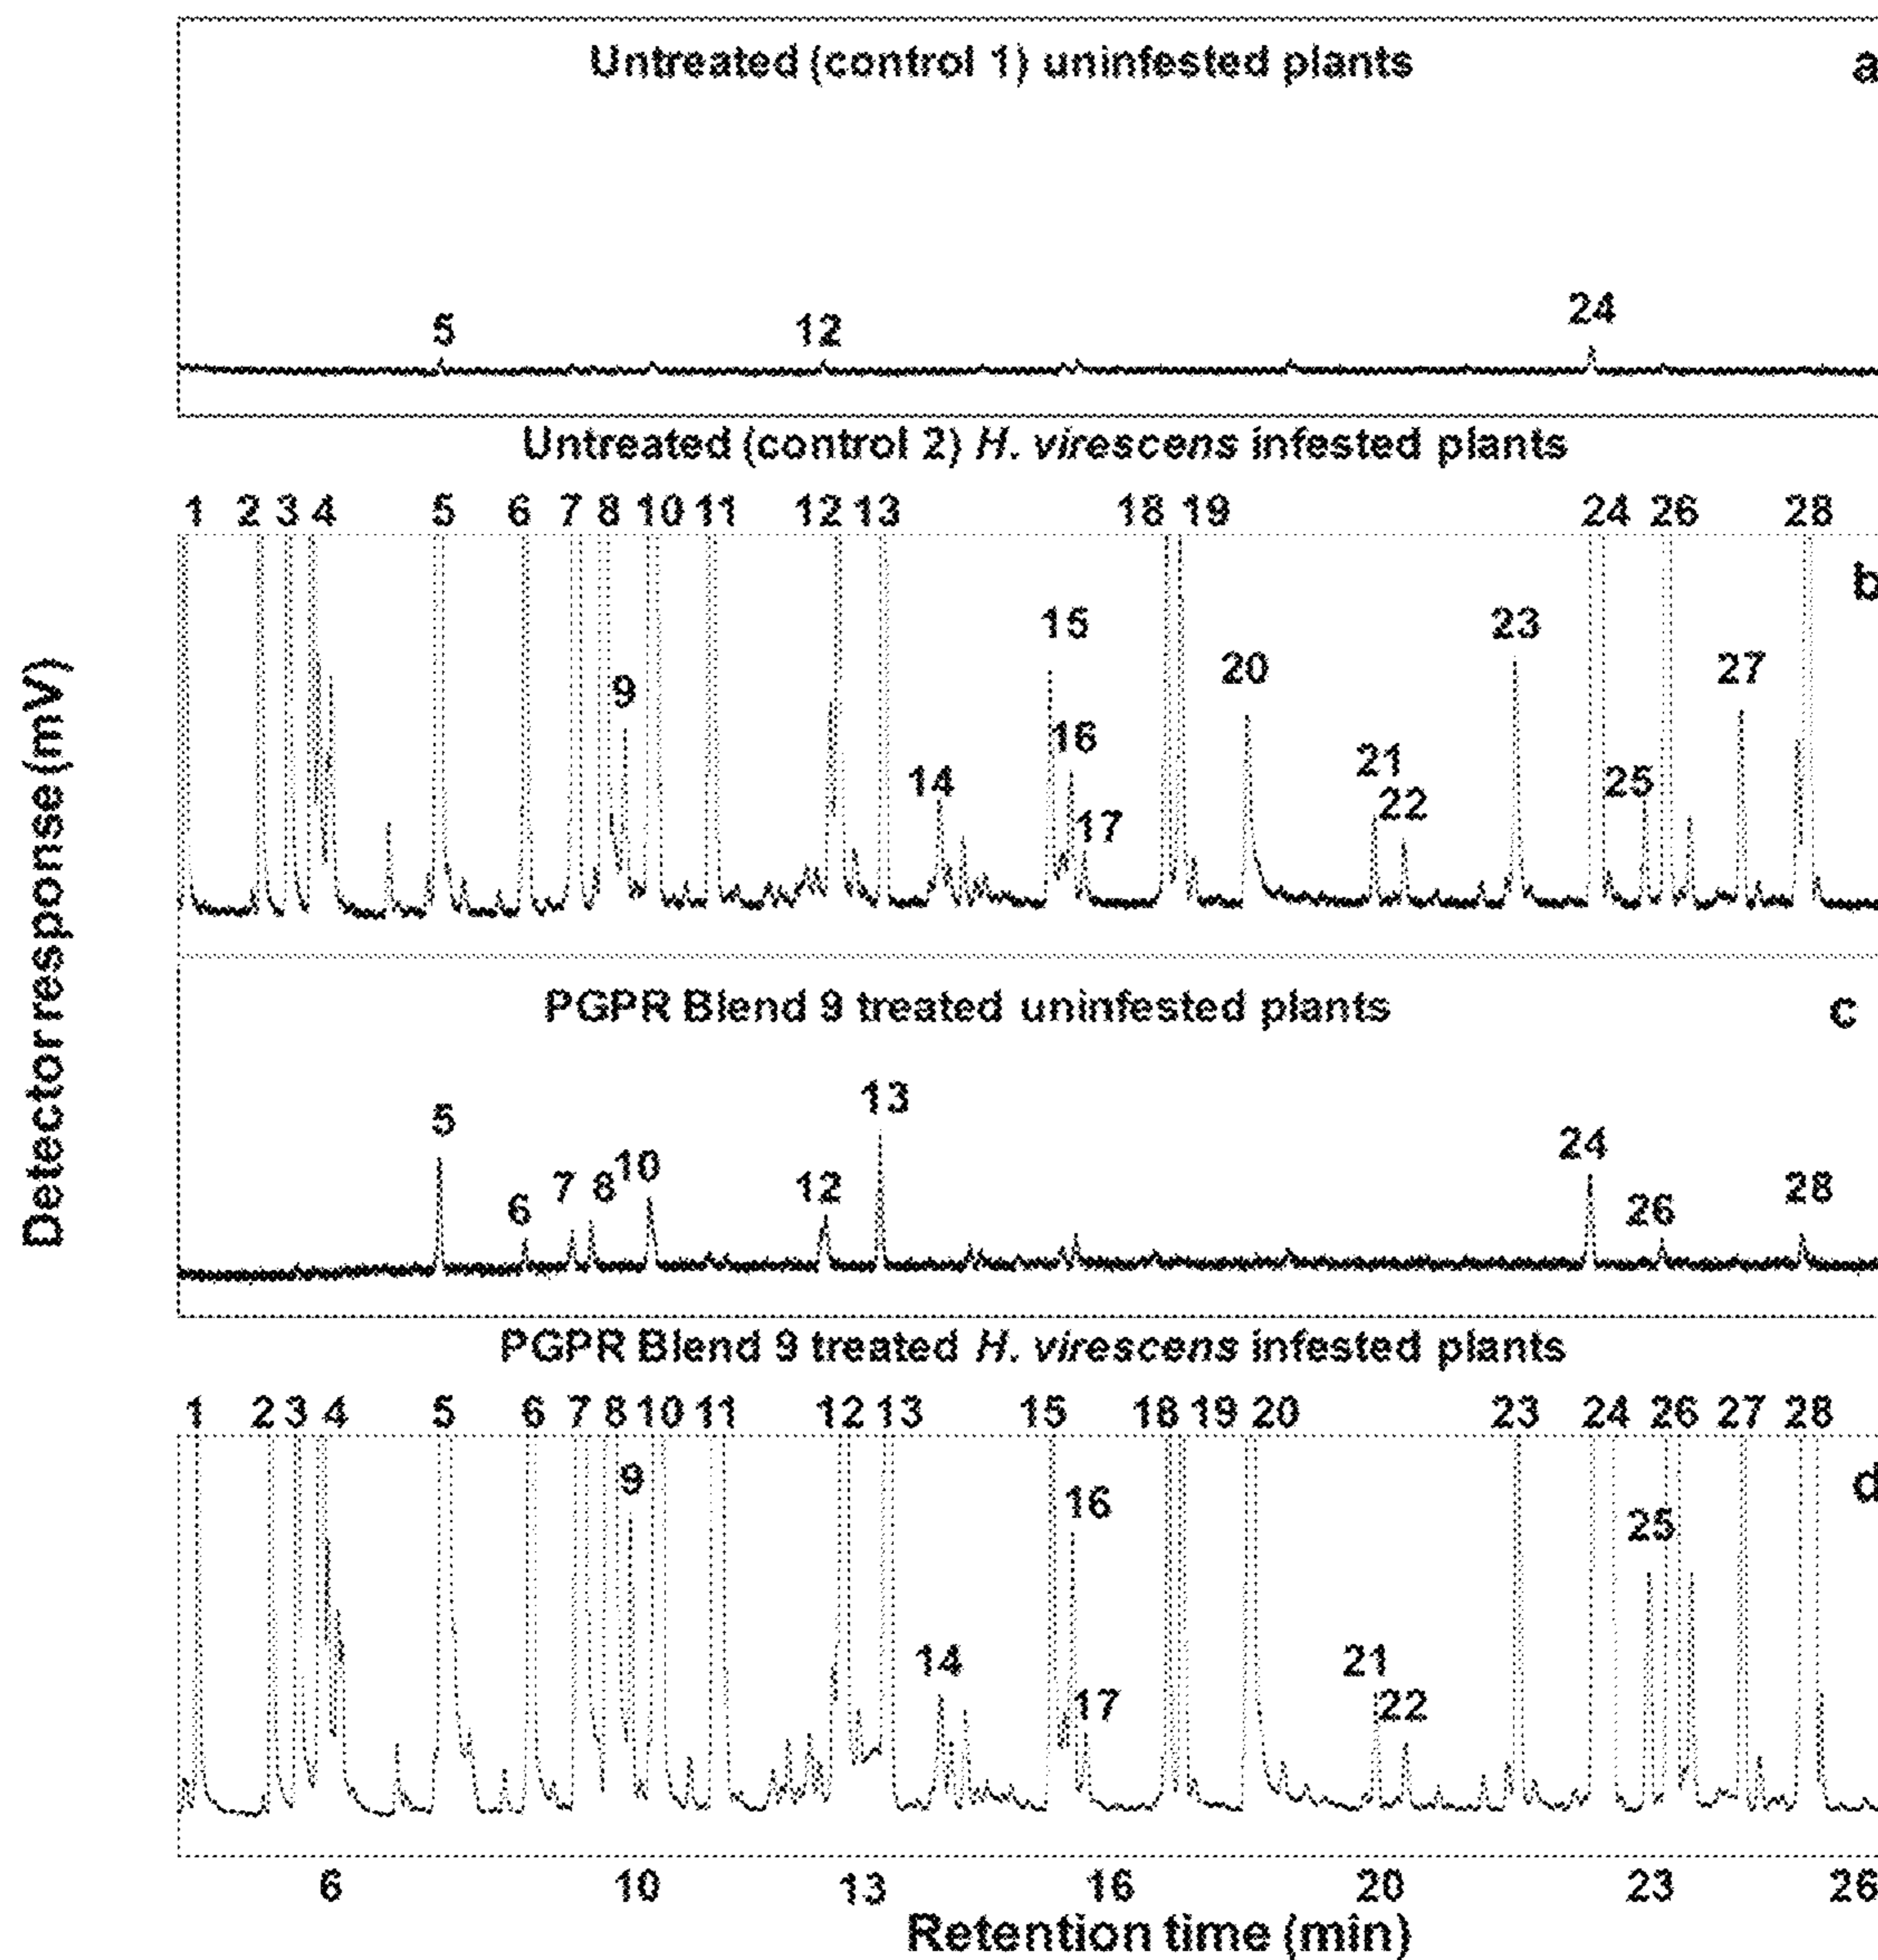 Untreated (control 1) uninfested plants
a
5 12 24
Untreated (control 2) H. virescens infested plants
1 2 3 4 5 6 7 8 10 11 12 13 18 19 24 26 28
b
15 23
9 20 27
16
14 21 25
22
17
PGPR Blend 9 treated uninfested plants
c
13
5 24
10
7 8 12 28
6 26
PGPR Blend 9 treated H. virescens infested plants
1 2 3 4 5 6 7 8 10 11 12 13 15 18 19 20 23 24 26 27 28
9 d
16
25
14 21
17 22
6 10 13 16 20 23 26
Retention time (min)
Detector response (mV)